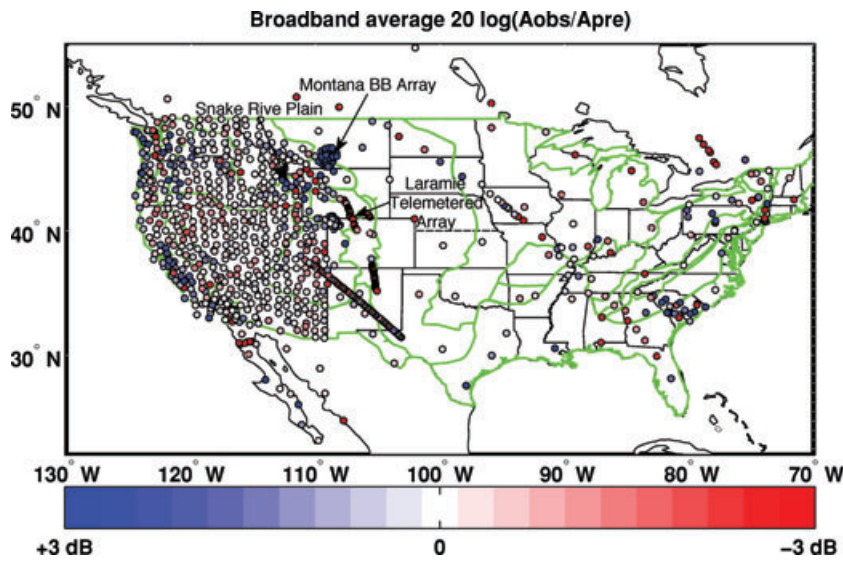 Broadband average 20 log(Aobs/Apre)
Montana BB Array
Snake Rive Plain
Laramie
Telemetered
Array
50° N
40° N
30° N
130° W 120° W 110° W 100° W 90° W 80° W 70° W
+3 dB 0 −3 dB